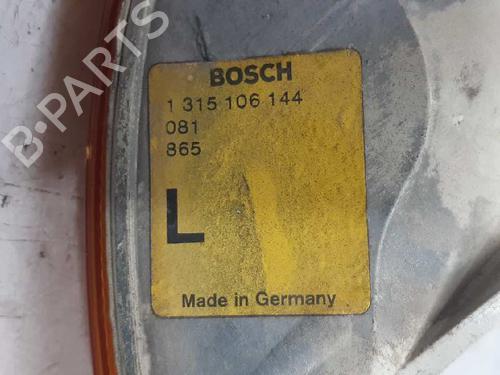 B-PARTS
BOSCH
1 315 106 144
081
865
L
Made in Germany